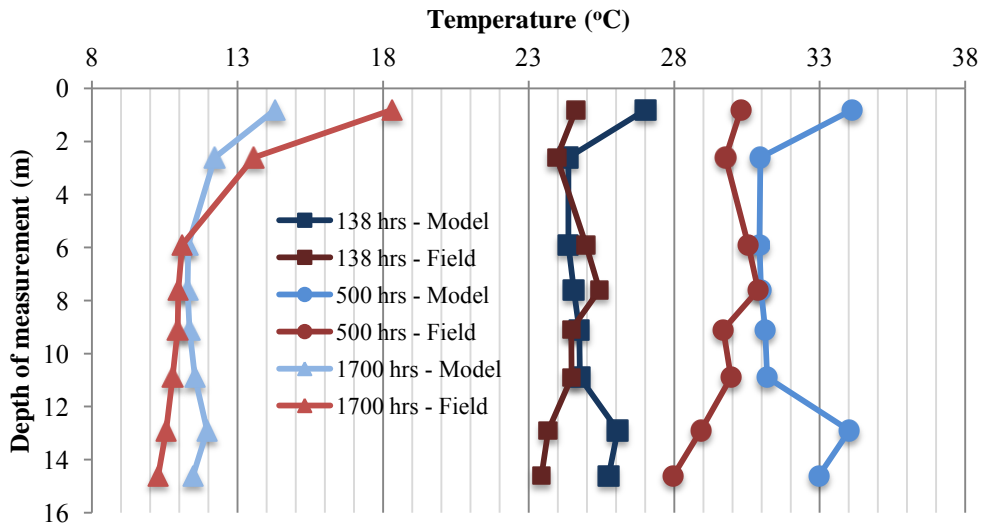 Temperature (ºC)
8 13 18 23 28 33 38
Depth of measurement (m)
0
2
4
6
8
10
12
14
16
138 hrs - Model
138 hrs - Field
500 hrs - Model
500 hrs - Field
1700 hrs - Model
1700 hrs - Field